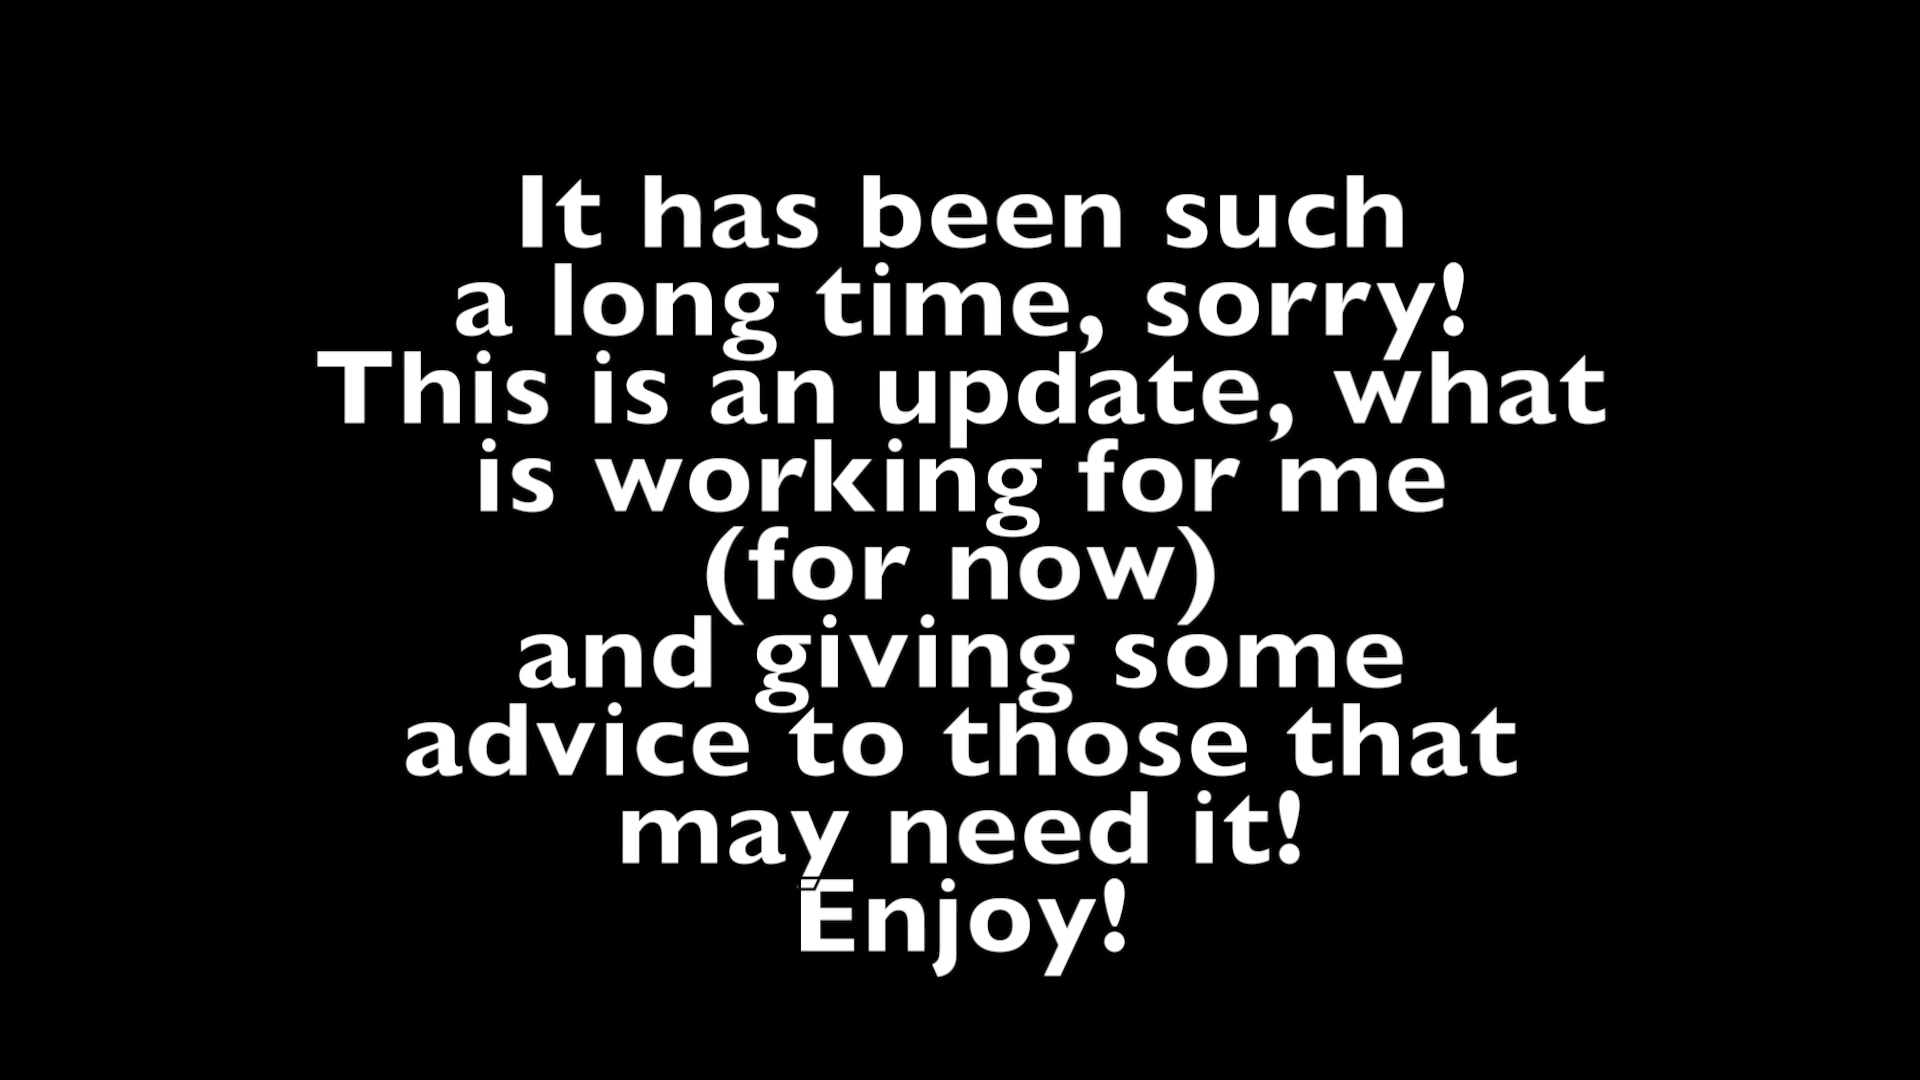 It has been such
a long time, sorry!
This is an update, what
is working for me
(for now)
and giving some
advice to those that
may need it!
Enjoy!